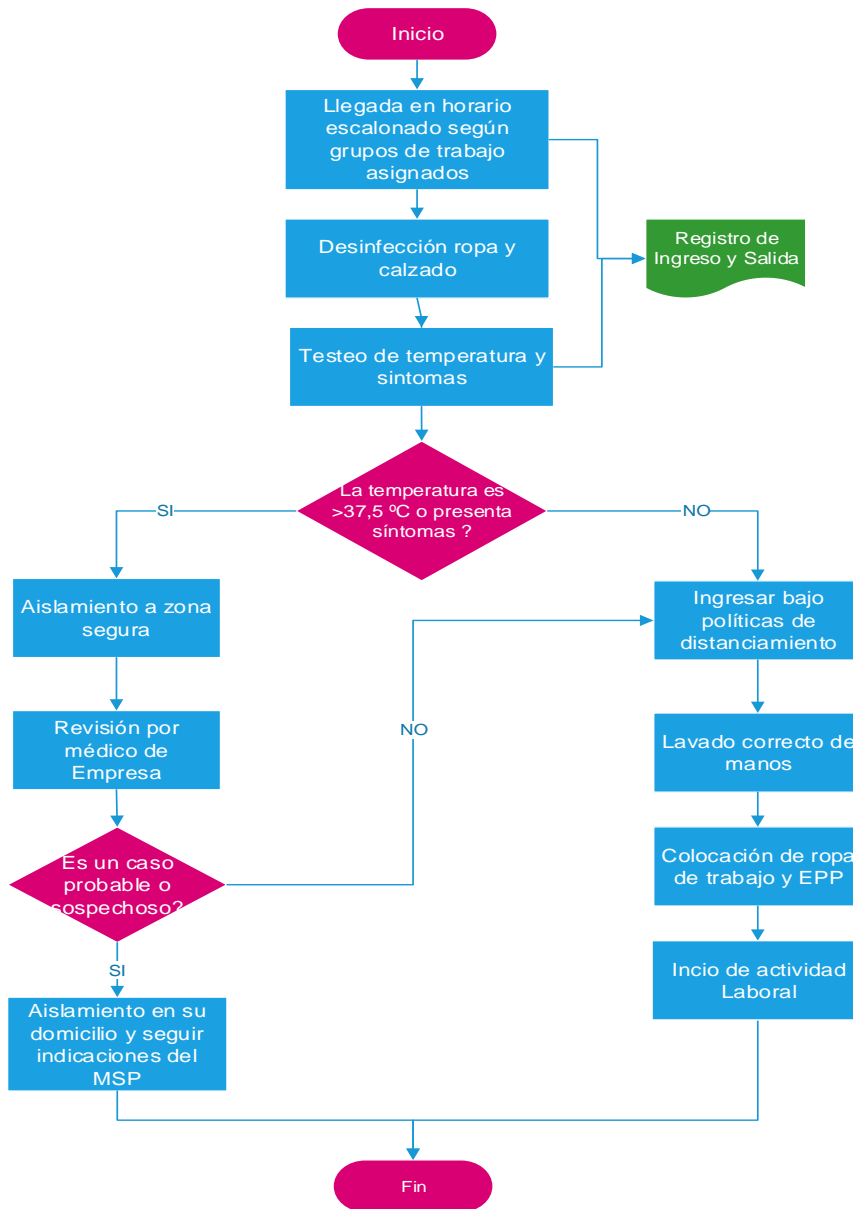 Inicio
Llegada en horario
escalonado según
grupos de trabajo
asignados
Desinfección ropa y
calzado
Registro de
Ingreso y Salida
Testeo de temperatura y
sintomas
La temperatura es
>37,5 ºC o presenta
síntomas ?
SI
NO
Aislamiento a zona
segura
Ingresar bajo
políticas de
distanciamiento
Revisión por
médico de
Empresa
NO
Lavado correcto de
manos
Es un caso
probable o
sospechoso?
Colocación de ropa
de trabajo y EPP
SI
Incio de actividad
Laboral
Aislamiento en su
domicilio y seguir
indicaciones del
MSP
Fin